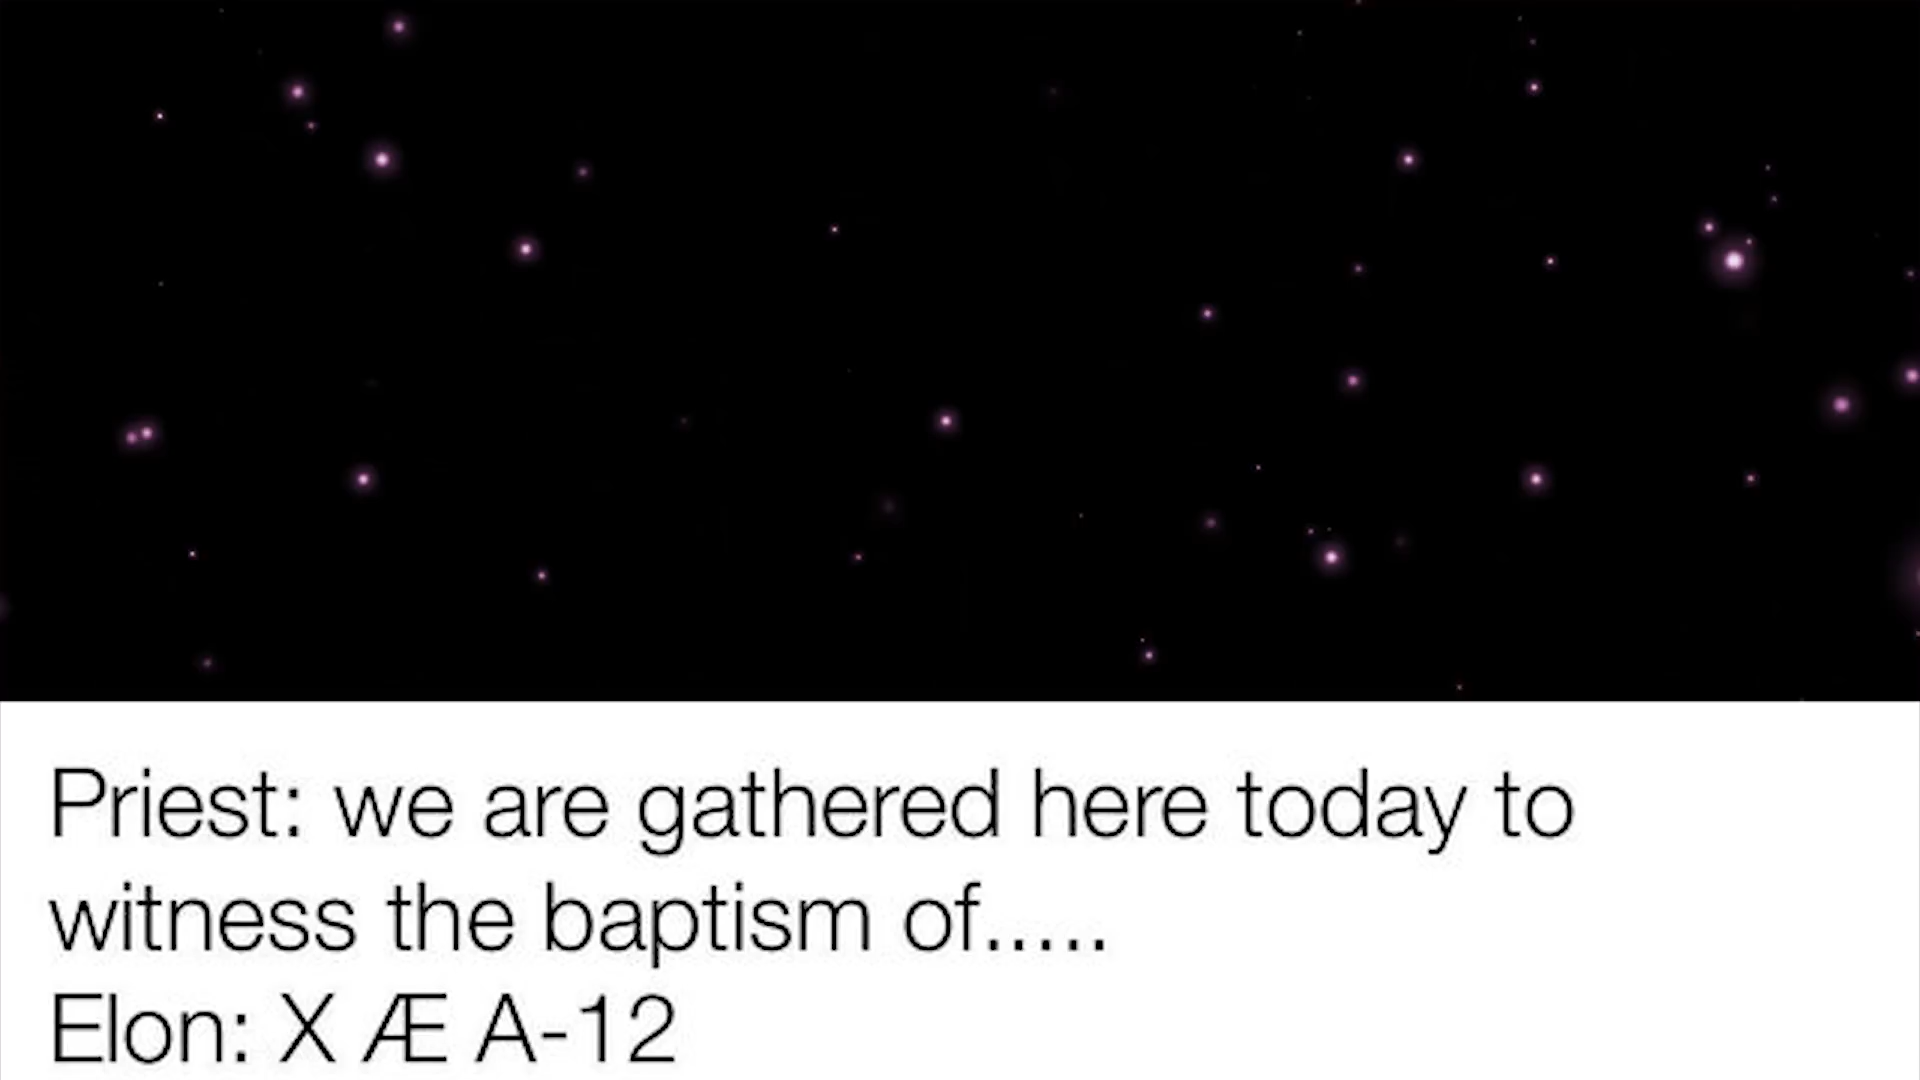 Priest: we are gathered here today to
witness the baptism of.....
Elon: X Æ A-12